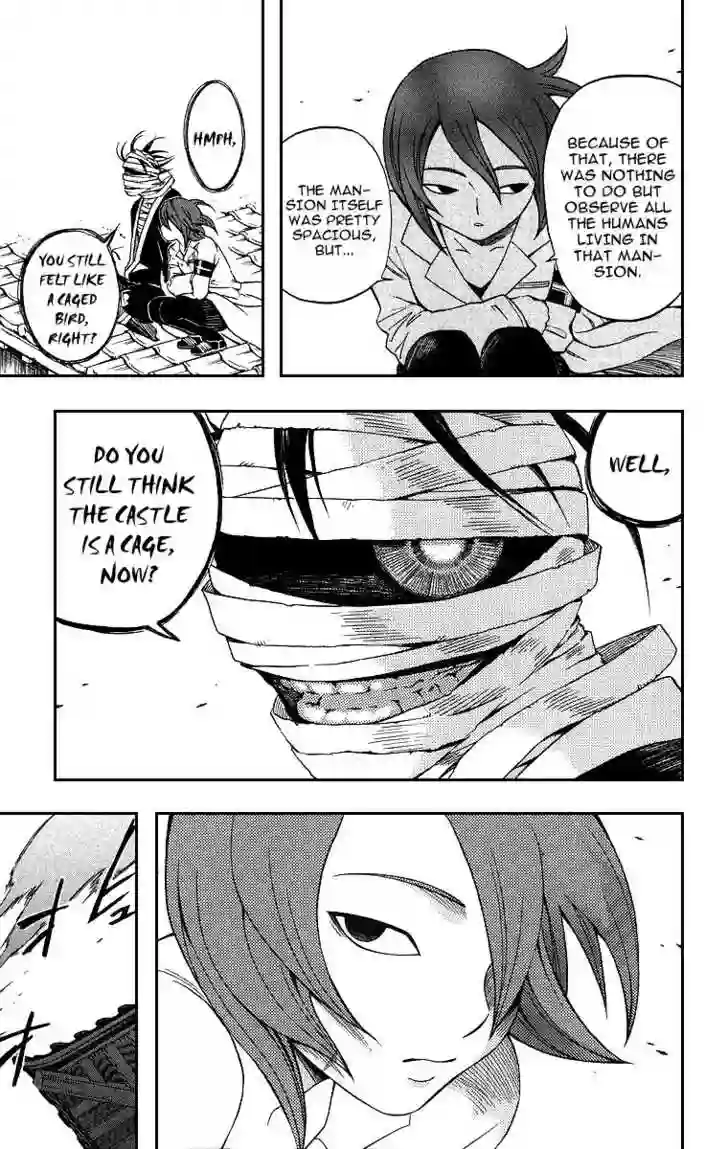 BECAUSE OF
THAT, THERE
WAS NOTHING
TO DO BUT
OBSERVE ALL
THE HUMANS
LIVING IN
THAT MAN-
SION.
THE MAN-
SION ITSELF
WAS PRETTY
SPACIOUS,
BUT...
HMPH,
YOU STILL
FELT LIKE
A CAGED
BIRD,
RIGHT?
WELL,
DO YOU
STILL THINK
THE CASTLE
IS A CAGE,
NOW?